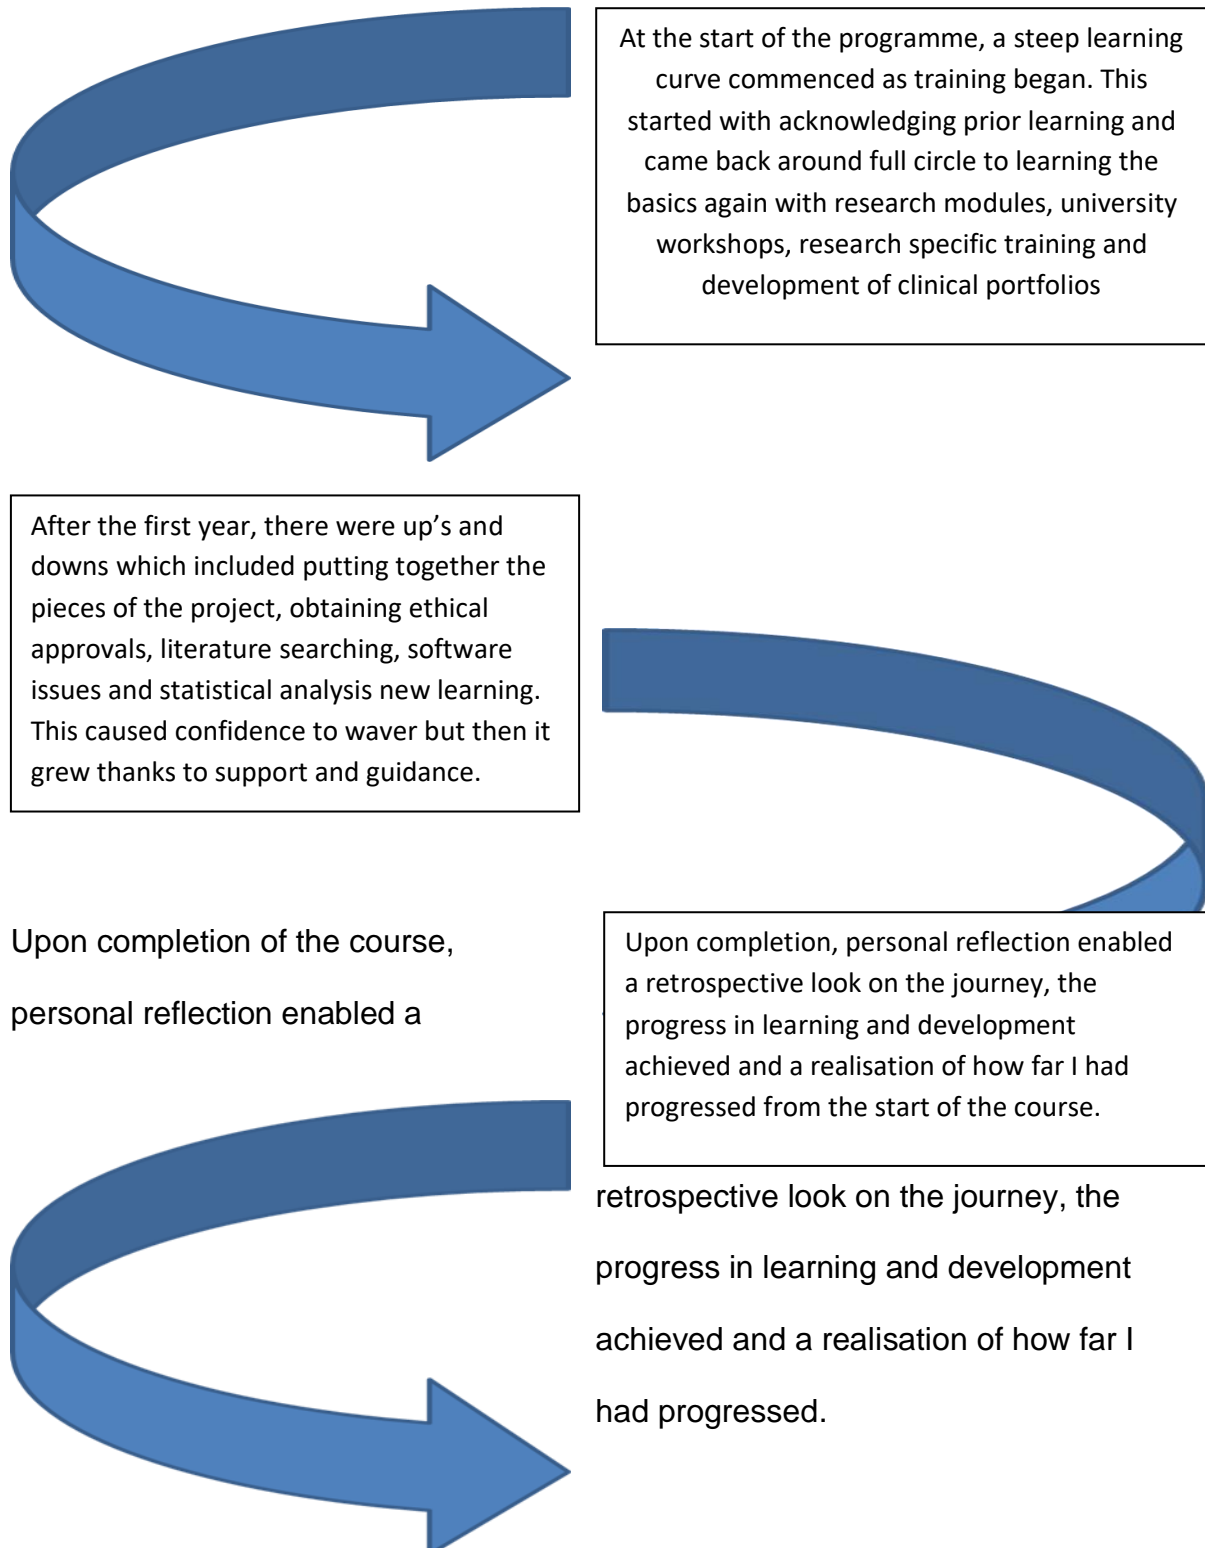 At the start of the programme, a steep learning
curve commenced as training began. This
started with acknowledging prior learning and
came back around full circle to learning the
basics again with research modules, university
workshops, research specific training and
development of clinical portfolios
After the first year, there were up’s and
downs which included putting together the
pieces of the project, obtaining ethical
approvals, literature searching, software
issues and statistical analysis new learning.
This caused confidence to waver but then it
grew thanks to support and guidance.
Upon completion of the course,
personal reflection enabled a
Upon completion, personal reflection enabled
a retrospective look on the journey, the
progress in learning and development
achieved and a realisation of how far I had
progressed from the start of the course.
retrospective look on the journey, the
progress in learning and development
achieved and a realisation of how far I
had progressed.